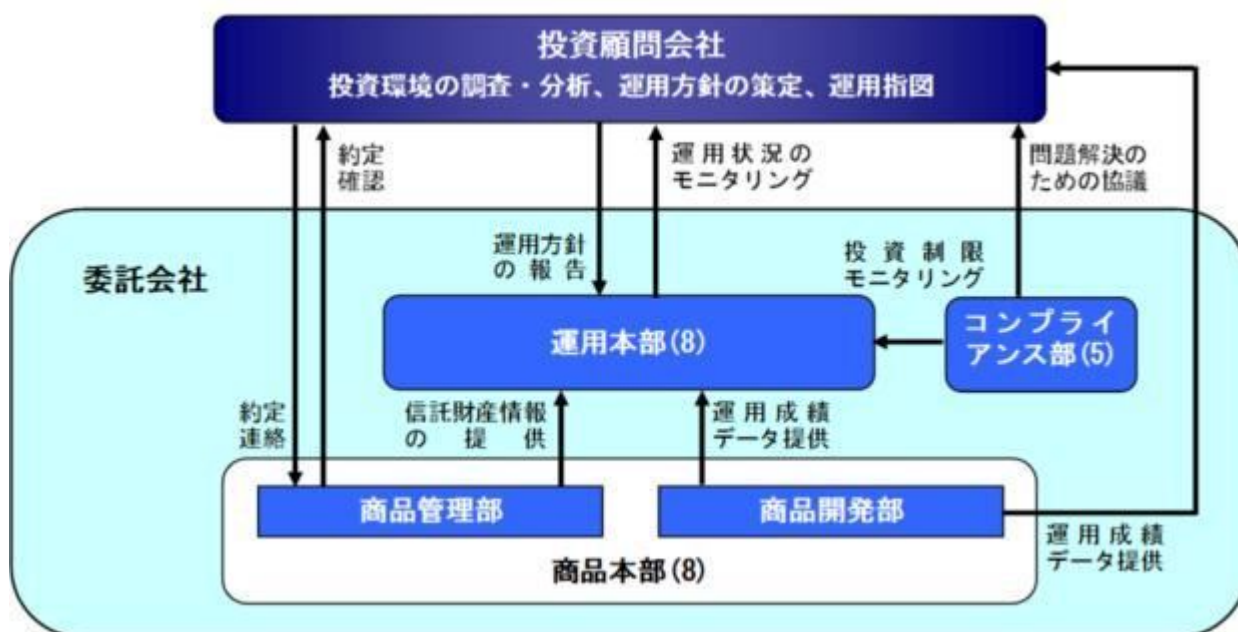 投資顧問会社
投資環境の調査・分析、運用方針の策定、運用指図
約定
確認
運用状況の
モニタリング
問題解決の
ための協議
運用方針
の報告
投資制限
モニタリング
委託会社
運用本部(8)
コンプライ
アンス部(5)
約定
連絡
信託財産情報
の提供
運用成績
データ提供
商品管理部
商品開発部
運用成績
データ提供
商品本部(8)